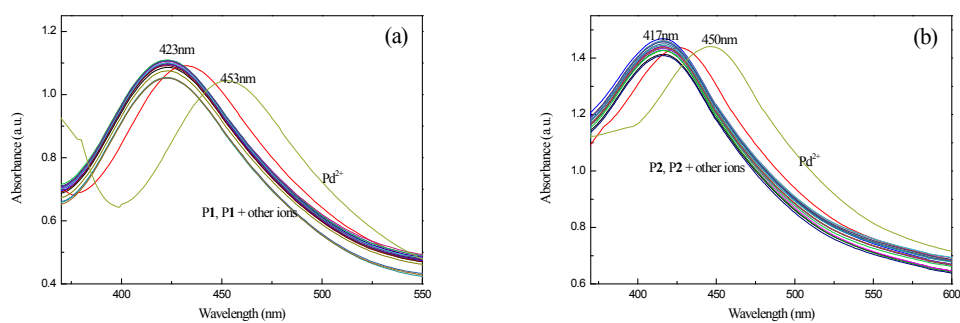 (a)
423nm
453nm
Pd2+
P1, P1 + other ions
Absorbance (a.u.)
1.2
1.0
0.8
0.6
0.4
400
450
500
550
Wavelength (nm)
(b)
417nm
450nm
Pd2+
P2, P2 + other ions
Absorbance (a.u.)
1.4
1.2
1.0
0.8
0.6
400
450
500
550
600
Wavelength (nm)